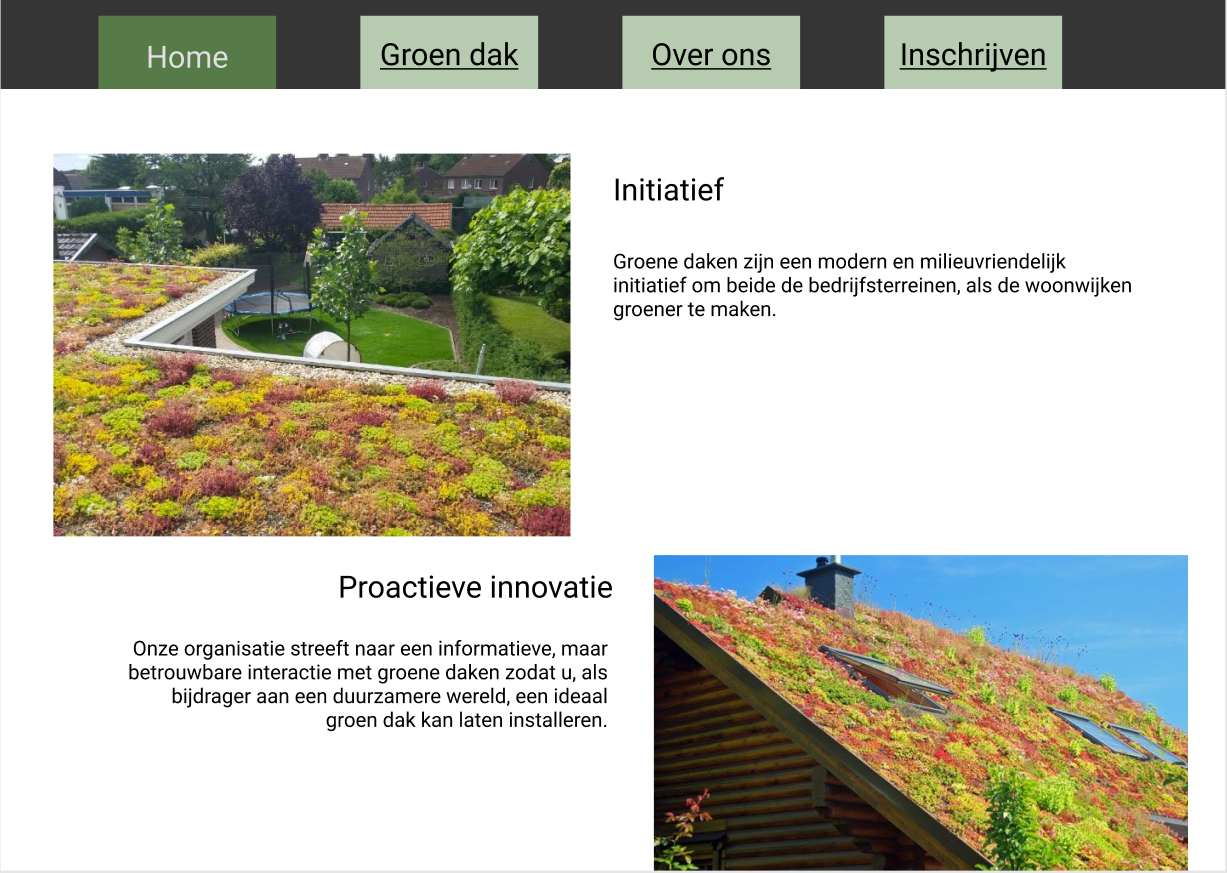 Home
Groen dak
Over ons
Inschrijven
Initiatief
Groene daken zijn een modern en milieuvriendelijk
initiatief om beide de bedrijfsterreinen, als de woonwijken
groener te maken.
Proactieve innovatie
Onze organisatie streeft naar een informatieve, maar
betrouwbare interactie met groene daken zodat u, als
bijdrager aan een duurzamere wereld, een ideaal
groen dak kan laten installeren.